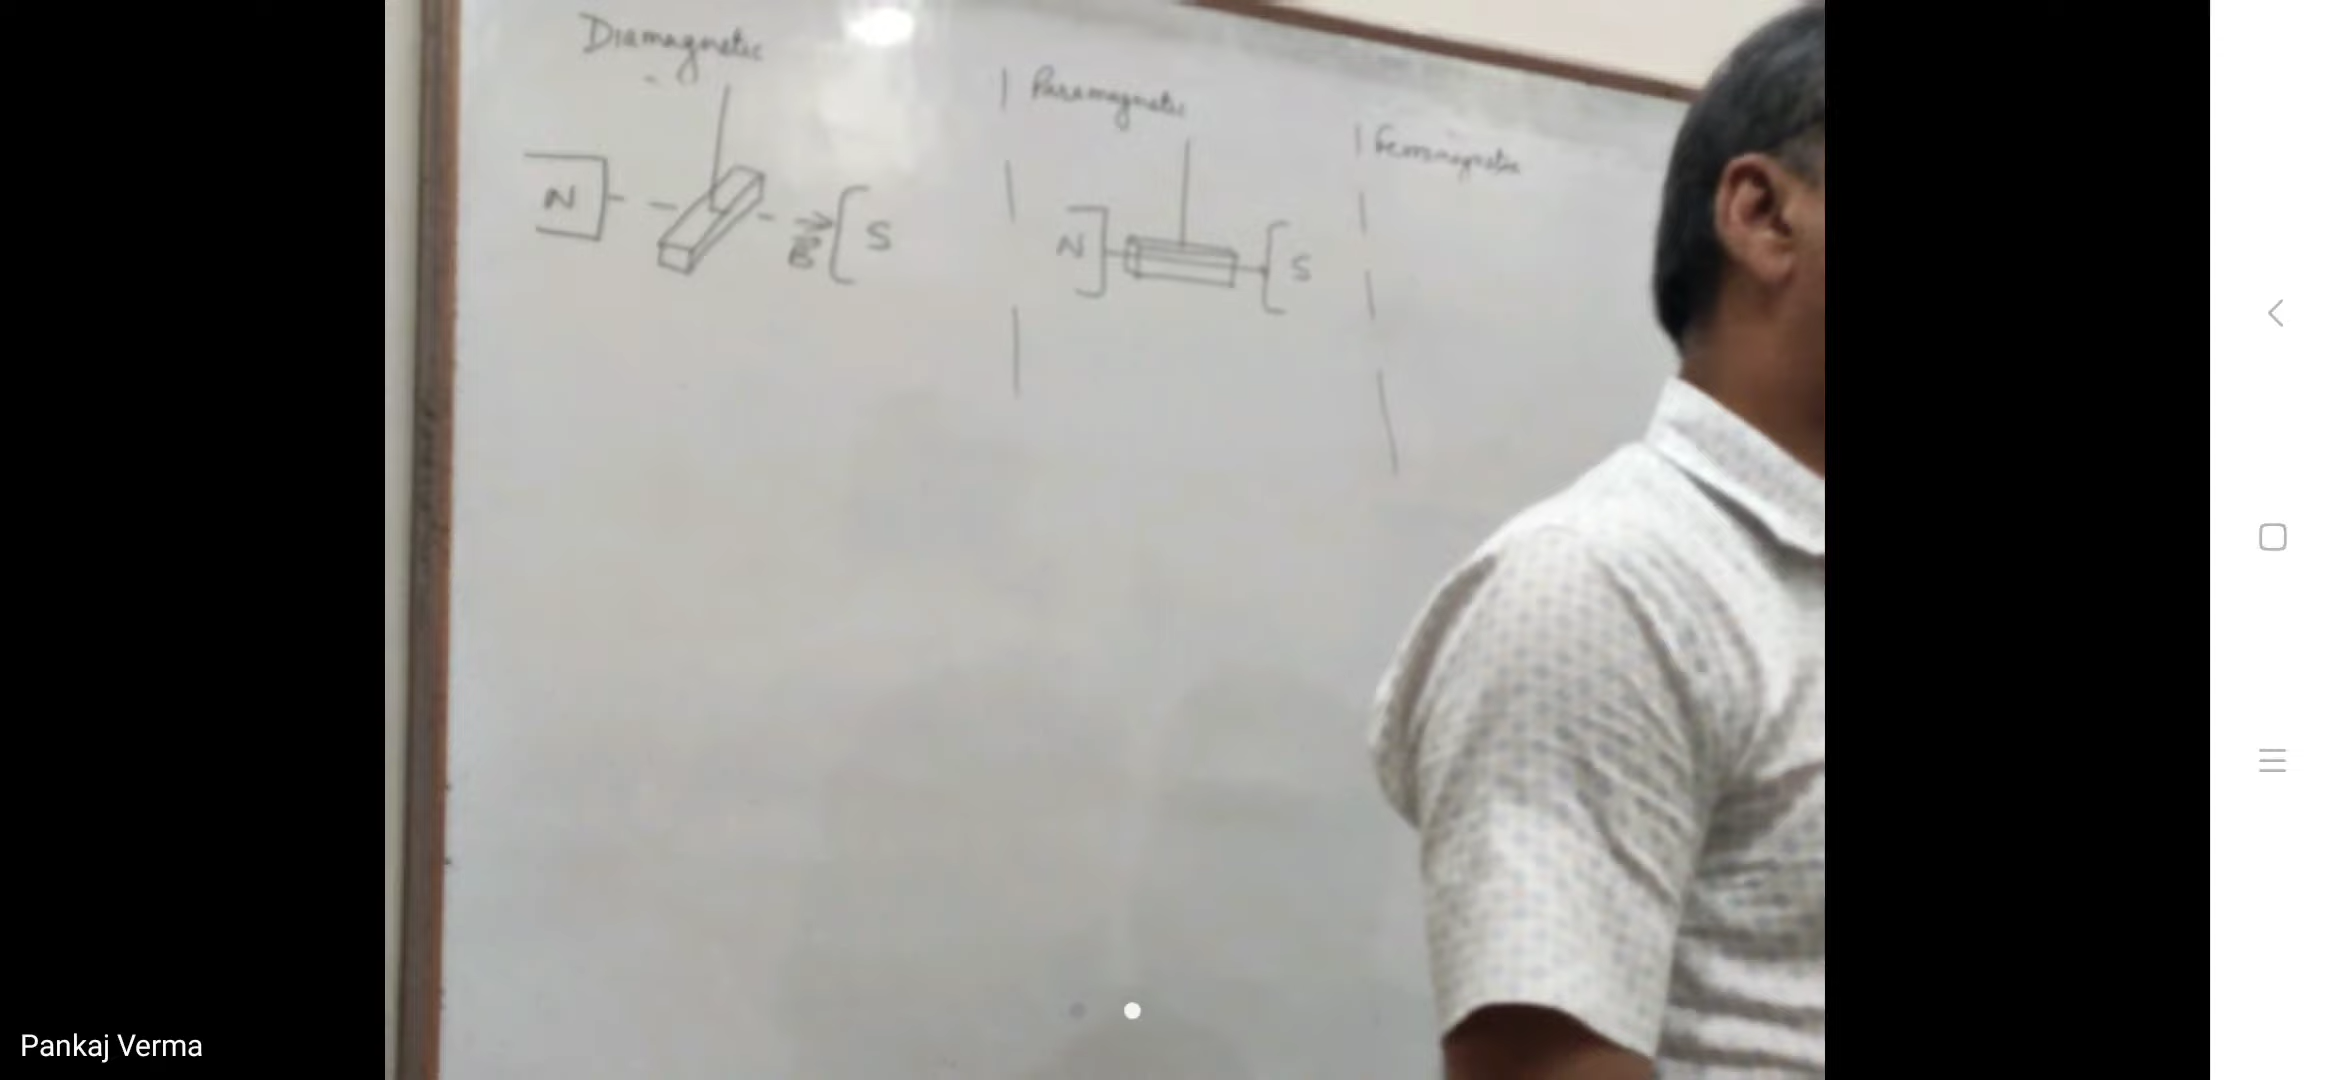 Diamagnetic
N B S
Paramagnetic
N S
Ferromagnetic
Pankaj Verma